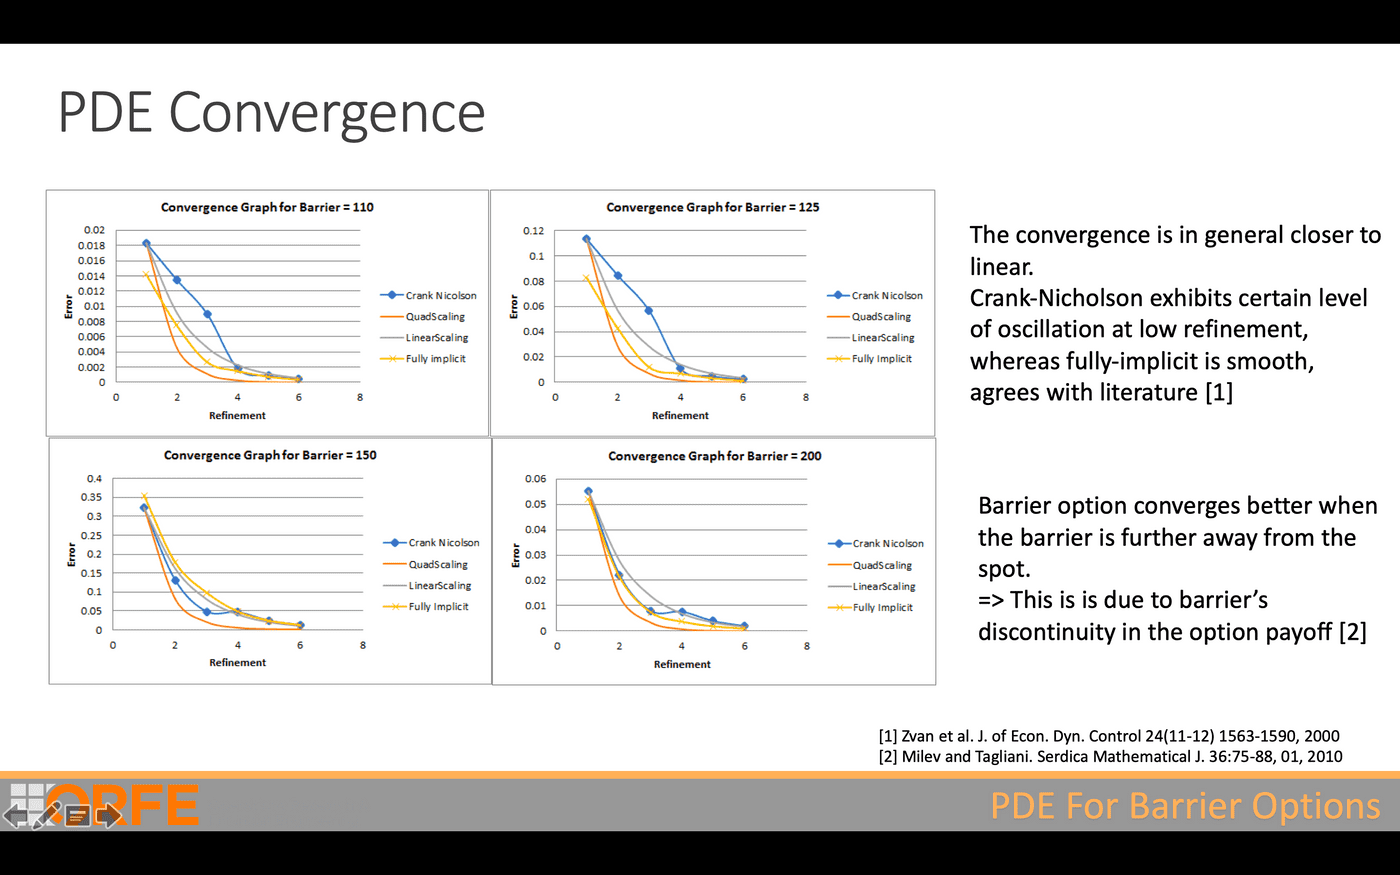 PDE Convergence
Convergence Graph for Barrier = 110
0.02
0.018
0.016
0.014
0.012
0.01
0.008
0.006
0.004
0.002
0
Error
0 2 4 6 8
Refinement
Crank Nicolson
QuadScaling
LinearScaling
Fully implicit
Convergence Graph for Barrier = 125
0.12
0.1
0.08
0.06
0.04
0.02
0
Error
0 2 4 6 8
Refinement
Crank Nicolson
QuadScaling
LinearScaling
Fully Implicit
Convergence Graph for Barrier = 150
0.4
0.35
0.3
0.25
0.2
0.15
0.1
0.05
0
Error
0 2 4 6 8
Refinement
Crank Nicolson
QuadScaling
LinearScaling
Fully Implicit
Convergence Graph for Barrier = 200
0.06
0.05
0.04
0.03
0.02
0.01
0
Error
0 2 4 6 8
Refinement
Crank Nicolson
QuadScaling
LinearScaling
Fully Implicit
The convergence is in general closer to
linear.
Crank-Nicholson exhibits certain level
of oscillation at low refinement,
whereas fully-implicit is smooth,
agrees with literature [1]
Barrier option converges better when
the barrier is further away from the
spot.
=> This is is due to barrier's
discontinuity in the option payoff [2]
[1] Zvan et al. J. of Econ. Dyn. Control 24(11-12) 1563-1590, 2000
[2] Milev and Tagliani. Serdica Mathematical J. 36:75-88, 01, 2010
ORFE
PDE For Barrier Options